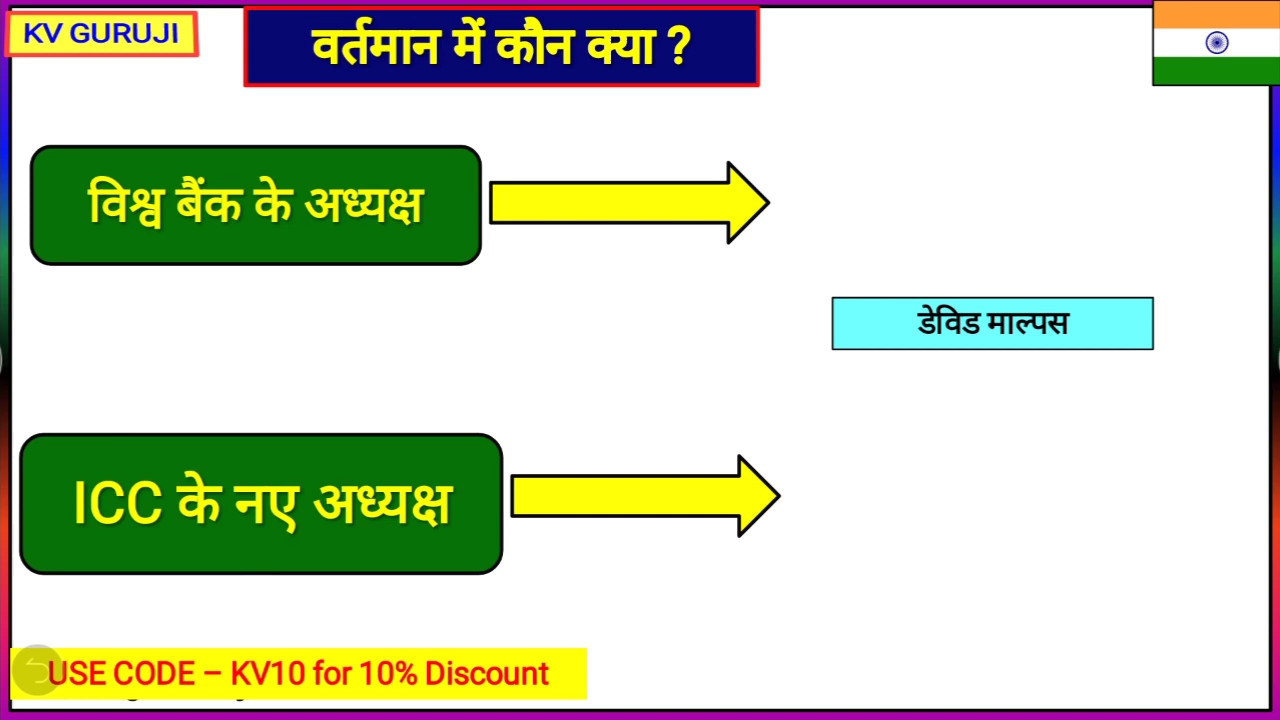 KV GURUJI
वर्तमान में कौन क्या ?
विश्व बैंक के अध्यक्ष
डेविड माल्पस
ICC के नए अध्यक्ष
USE CODE – KV10 for 10% Discount